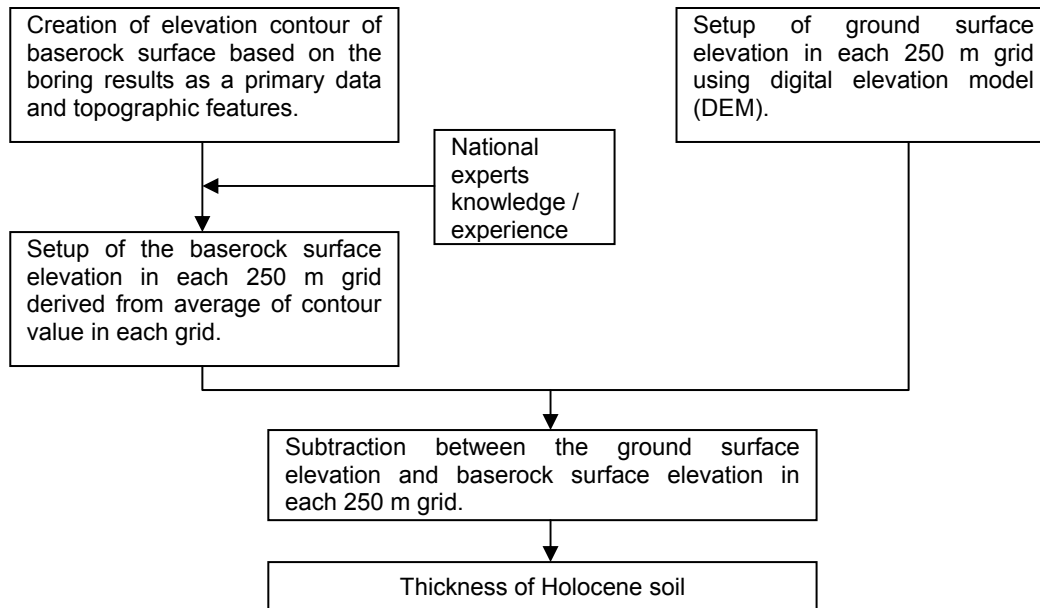 Creation of elevation contour of
baserock surface based on the
boring results as a primary data
and topographic features.
Setup of ground surface
elevation in each 250 m grid
using digital elevation model
(DEM).
National
experts
knowledge /
experience
Setup of the baserock surface
elevation in each 250 m grid
derived from average of contour
value in each grid.
Subtraction between the ground surface
elevation and baserock surface elevation in
each 250 m grid.
Thickness of Holocene soil